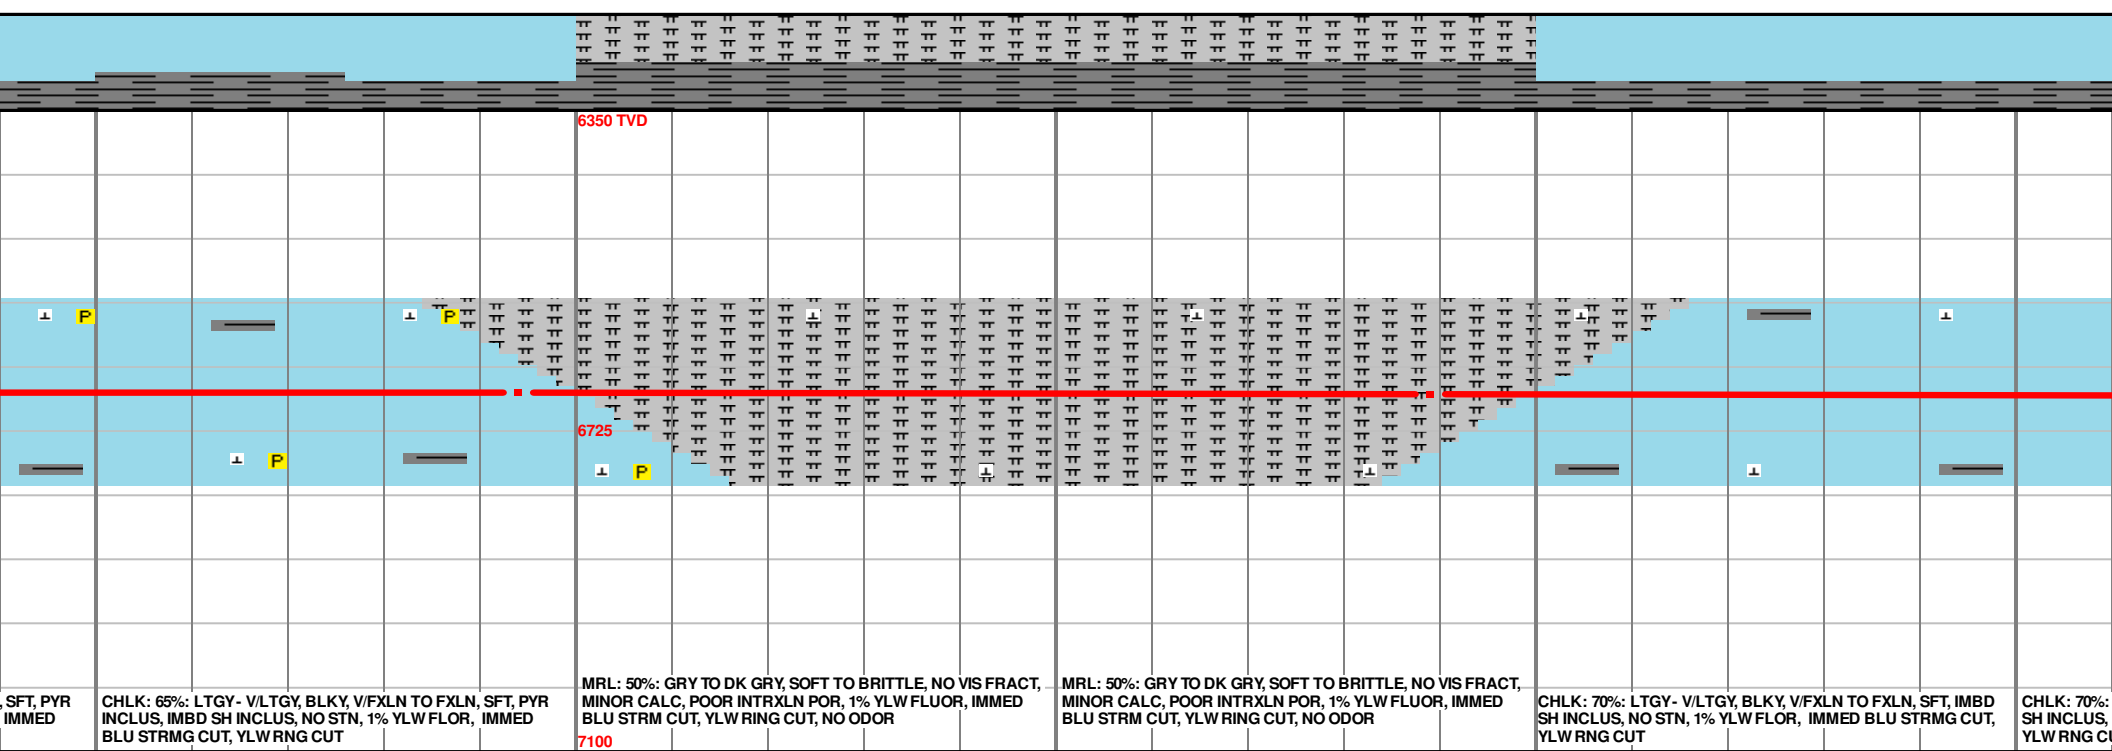 6350 TVD
P
P
6725
P
P
, SFT, PYR
IMMED
CHLK: 65%: LTGY- V/LTGY, BLKY, V/FXLN TO FXLN, SFT, PYR
INCLUS, IMBD SH INCLUS, NO STN, 1% YLW FLOR, IMMED
BLU STRMG CUT, YLW RNG CUT
MRL: 50%: GRY TO DK GRY, SOFT TO BRITTLE, NO VIS FRACT,
MINOR CALC, POOR INTRXLN POR, 1% YLW FLUOR, IMMED
BLU STRM CUT, YLW RING CUT, NO ODOR
7100
MRL: 50%: GRY TO DK GRY, SOFT TO BRITTLE, NO VIS FRACT,
MINOR CALC, POOR INTRXLN POR, 1% YLW FLUOR, IMMED
BLU STRM CUT, YLW RING CUT, NO ODOR
CHLK: 70%: LTGY- V/LTGY, BLKY, V/FXLN TO FXLN, SFT, IMBD
SH INCLUS, NO STN, 1% YLW FLOR, IMMED BLU STRMG CUT,
YLW RNG CUT
CHLK: 70%:
SH INCLUS,
YLW RNG